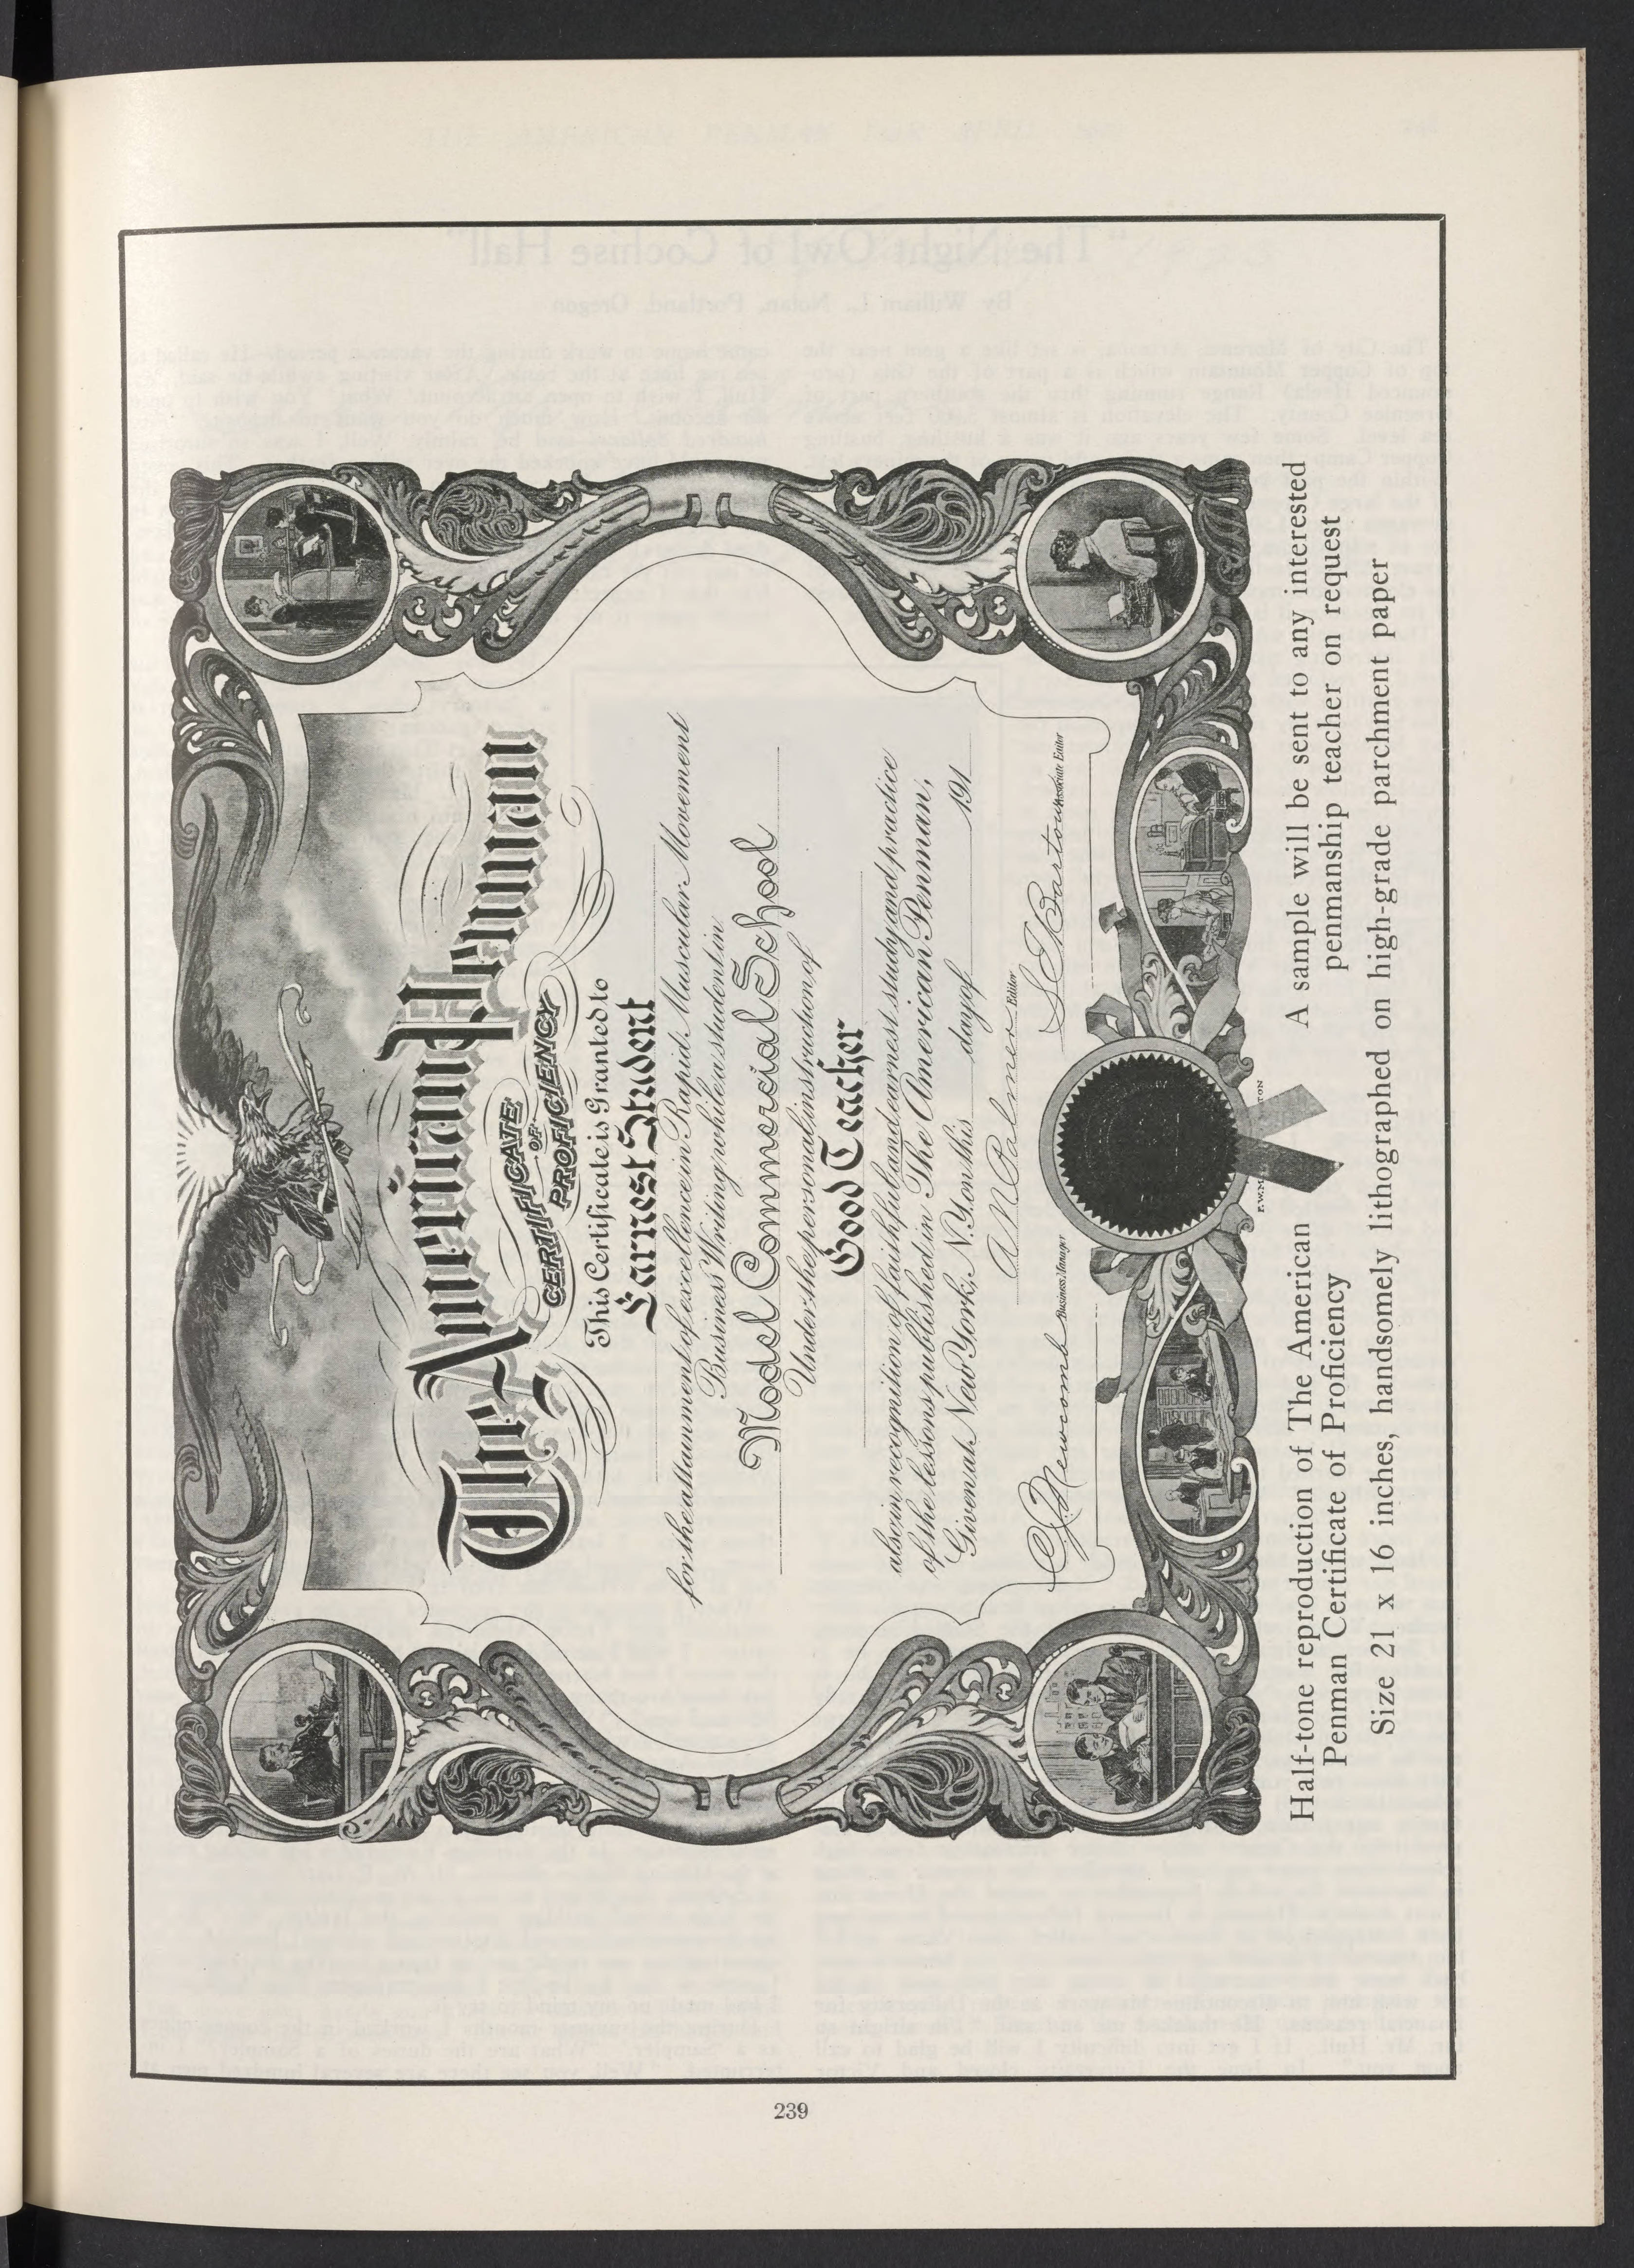 The American Penman
CERTIFICATE
OF
PROFICIENCY
This Certificate is Granted to
Earnest Student
for the attainment of excellence in Rapid Muscular Movement
Business Writing while a student in
Model Commercial School
Under the personal instruction of
Good Teacher
also in recognition of faithful and earnest study and practice
of the lessons published in The American Penman,
Given at New York, N.Y. on this day of 191
A N Palmer Editor
C J Newcomb Business Manager
S E Bartow Associate Editor
Half-tone reproduction of The American
Penman Certificate of Proficiency
A sample will be sent to any interested
penmanship teacher on request
Size 21 x 16 inches, handsomely lithographed on high-grade parchment paper
239